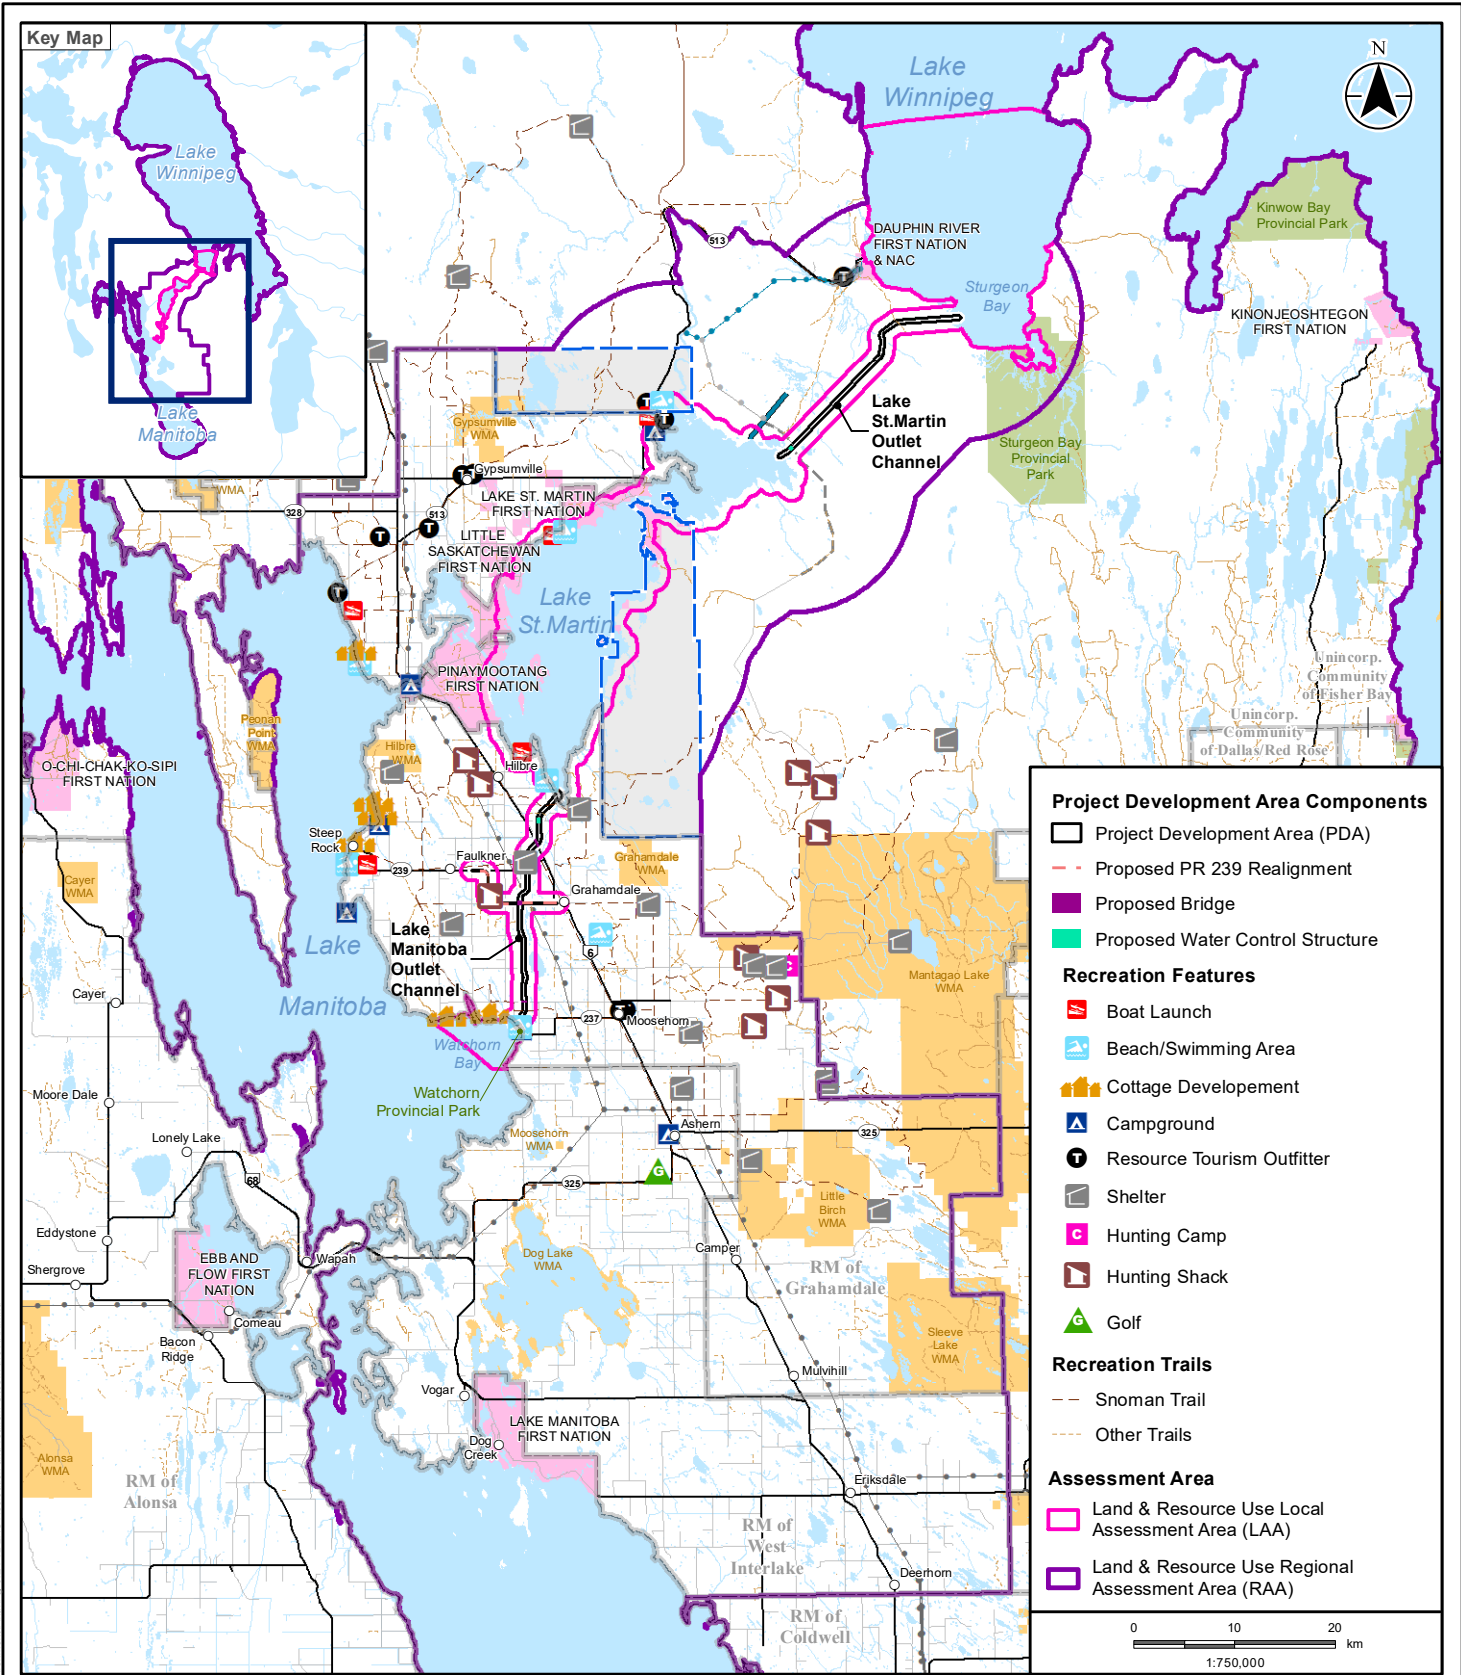 Key Map
Lake
Winnipeg
Lake
Manitoba
Lake
Winnipeg
N
Kinwow Bay
Provincial Park
513
DAUPHIN RIVER
FIRST NATION
& NAC
T
Sturgeon
Bay
KINONJEOSHTEGON
FIRST NATION
Lake
St.Martin
Outlet
Channel
Sturgeon Bay
Provincial
Park
Gypsumville
WMA
T
T
T
Gypsumville
WMA
328
513
LAKE ST. MARTIN
FIRST NATION
LITTLE
SASKATCHEWAN
FIRST NATION
T
T
T
Lake
St.Martin
PINAYMOOTANG
FIRST NATION
Unincorp.
Community
of Fisher Bay
Unincorp.
Community
of Dallas/Red Rose
Peonan
Point
WMA
Hilbre
WMA
Hilbre
O-CHI-CHAK-KO-SIPI
FIRST NATION
Steep
Rock
239
Faulkner
Grahamdale
WMA
Grahamdale
Cayer
WMA
Lake
Manitoba
Outlet
Channel
6
C
Mantagao Lake
WMA
Lake
Manitoba
Cayer
237
T
Moosehorn
Watchorn
Bay
Watchorn
Provincial Park
Moore Dale
Lonely Lake
Moosehorn
WMA
Ashern
325
68
325
G
Little
Birch
WMA
Eddystone
Shergrove
EBB AND
FLOW FIRST
NATION
Wapah
Dog Lake
WMA
Camper
RM of
Grahamdale
Comeau
Bacon
Ridge
Sleeve
Lake
WMA
Mulvihill
Vogar
LAKE MANITOBA
FIRST NATION
Dog
Creek
Alonsa
WMA
RM of
Alonsa
Eriksdale
RM of
West
Interlake
Deerhorn
RM of
Coldwell
Project Development Area Components
Project Development Area (PDA)
Proposed PR 239 Realignment
Proposed Bridge
Proposed Water Control Structure
Recreation Features
Boat Launch
Beach/Swimming Area
Cottage Developement
Campground
T Resource Tourism Outfitter
Shelter
C Hunting Camp
Hunting Shack
G Golf
Recreation Trails
Snoman Trail
Other Trails
Assessment Area
Land & Resource Use Local
Assessment Area (LAA)
Land & Resource Use Regional
Assessment Area (RAA)
0 10 20
km
1:750,000